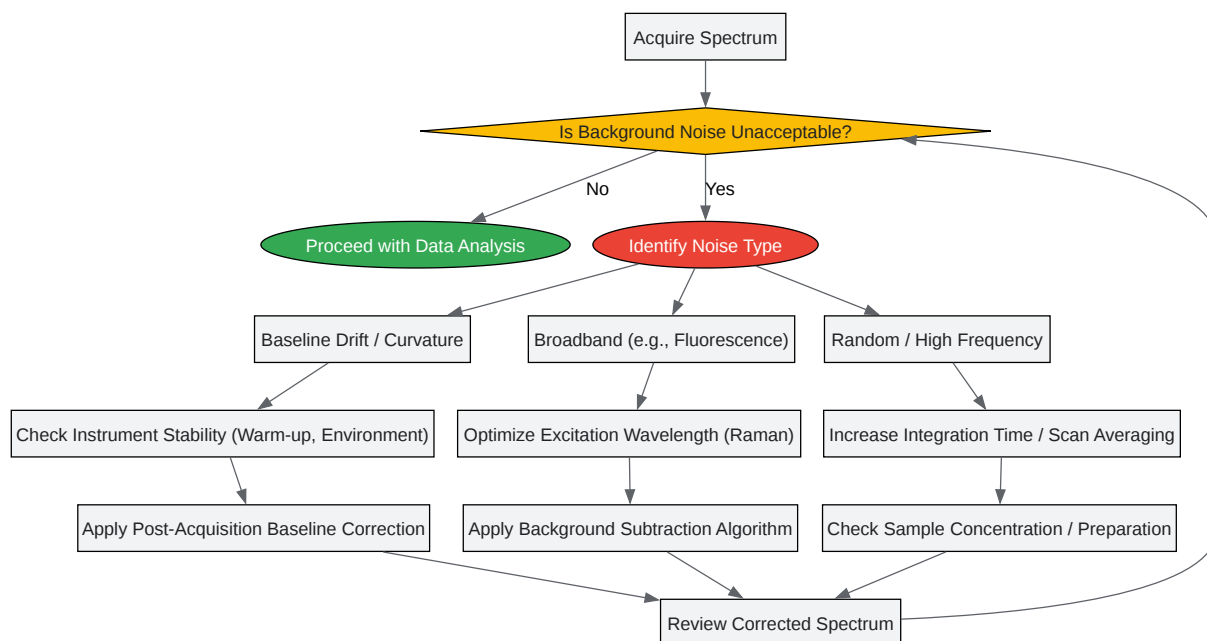 Acquire Spectrum
Is Background Noise Unacceptable?
No
Yes
Proceed with Data Analysis
Identify Noise Type
Baseline Drift / Curvature
Broadband (e.g., Fluorescence)
Random / High Frequency
Check Instrument Stability (Warm-up, Environment)
Optimize Excitation Wavelength (Raman)
Increase Integration Time / Scan Averaging
Apply Post-Acquisition Baseline Correction
Apply Background Subtraction Algorithm
Check Sample Concentration / Preparation
Review Corrected Spectrum